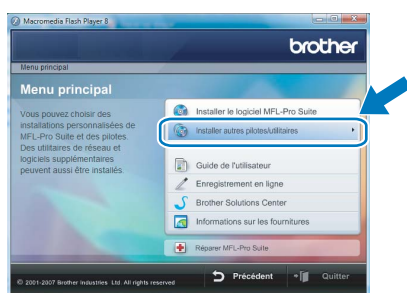 Macromedia Flash Player 8
brother
Menu principal
Menu principal
Vous pouvez choisir des
installations personnalisées de
MFL-Pro Suite et des pilotes.
Des utilitaires de réseau et
logiciels supplémentaires
peuvent aussi être installés.
Installer le logiciel MFL-Pro Suite
Installer autres pilotes/utilitaires
Guide de l'utilisateur
Enregistrement en ligne
Brother Solutions Center
Informations sur les fournitures
Réparer MFL-Pro Suite
© 2001-2007 Brother Industries Ltd. All rights reserved
Précédent
Quitter